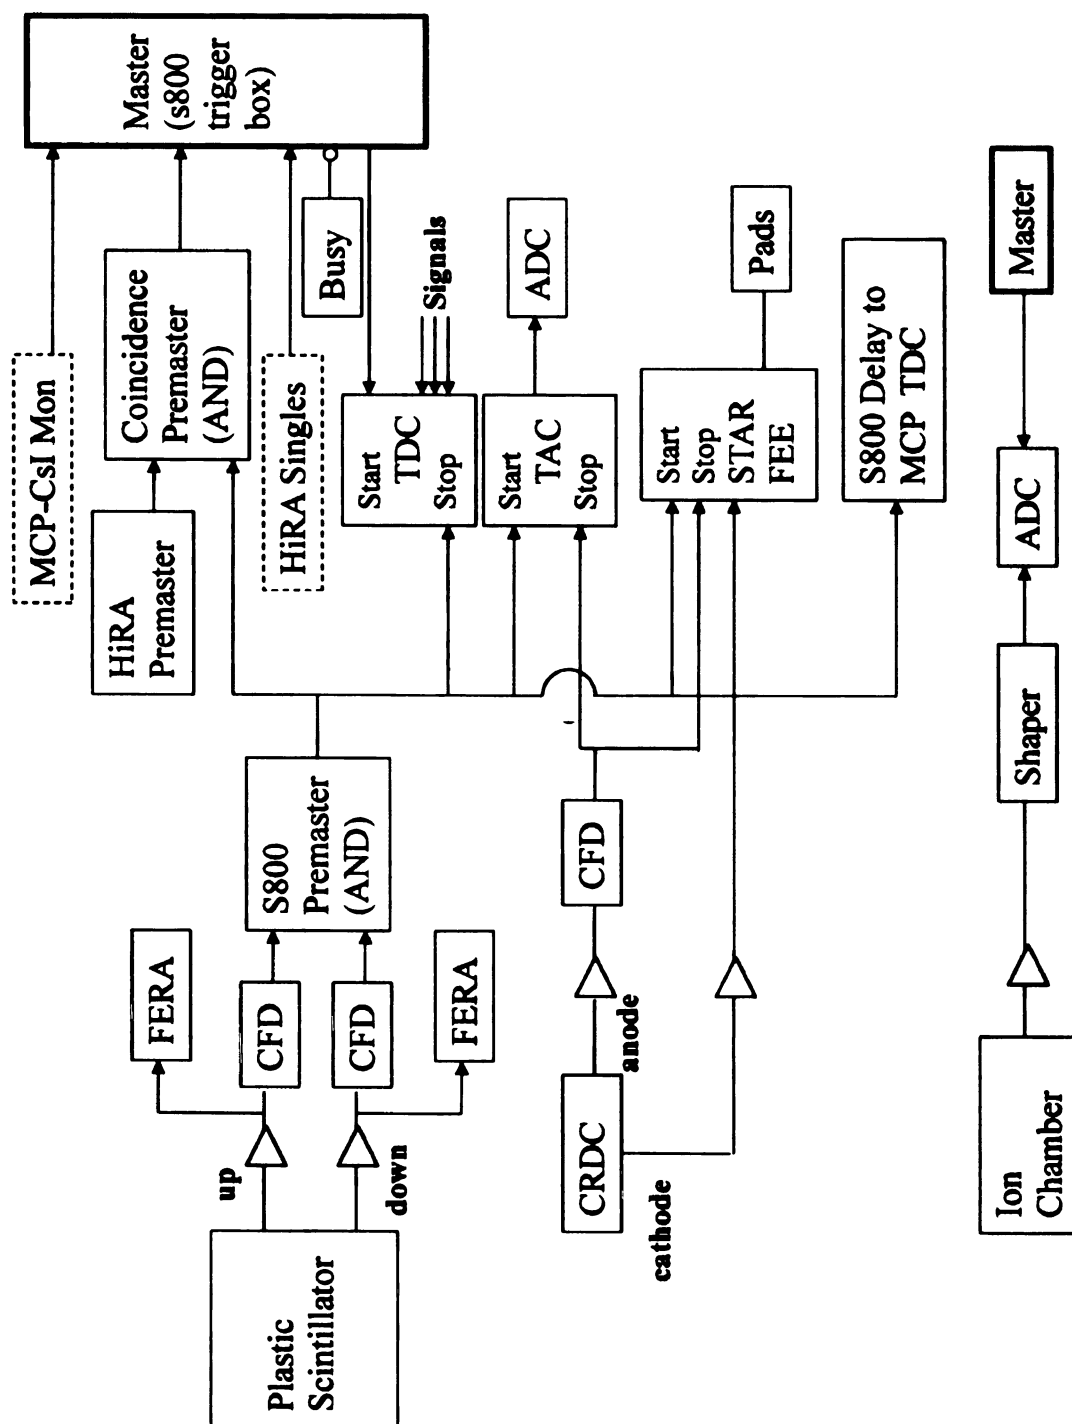 Plastic
Scintillator
up
down
FERA
CFD
CFD
FERA
S800
Premaster
(AND)
HiRA
Premaster
MCP-CsI Mon
Coincidence
Premaster
(AND)
HiRA Singles
Master
(s800
trigger
box)
Busy
Start
TDC
Stop
Signals
Start
TAC
Stop
ADC
CRDC
anode
cathode
CFD
Start
Stop
STAR
FEE
Pads
S800 Delay to
MCP TDC
Ion
Chamber
Shaper
ADC
Master